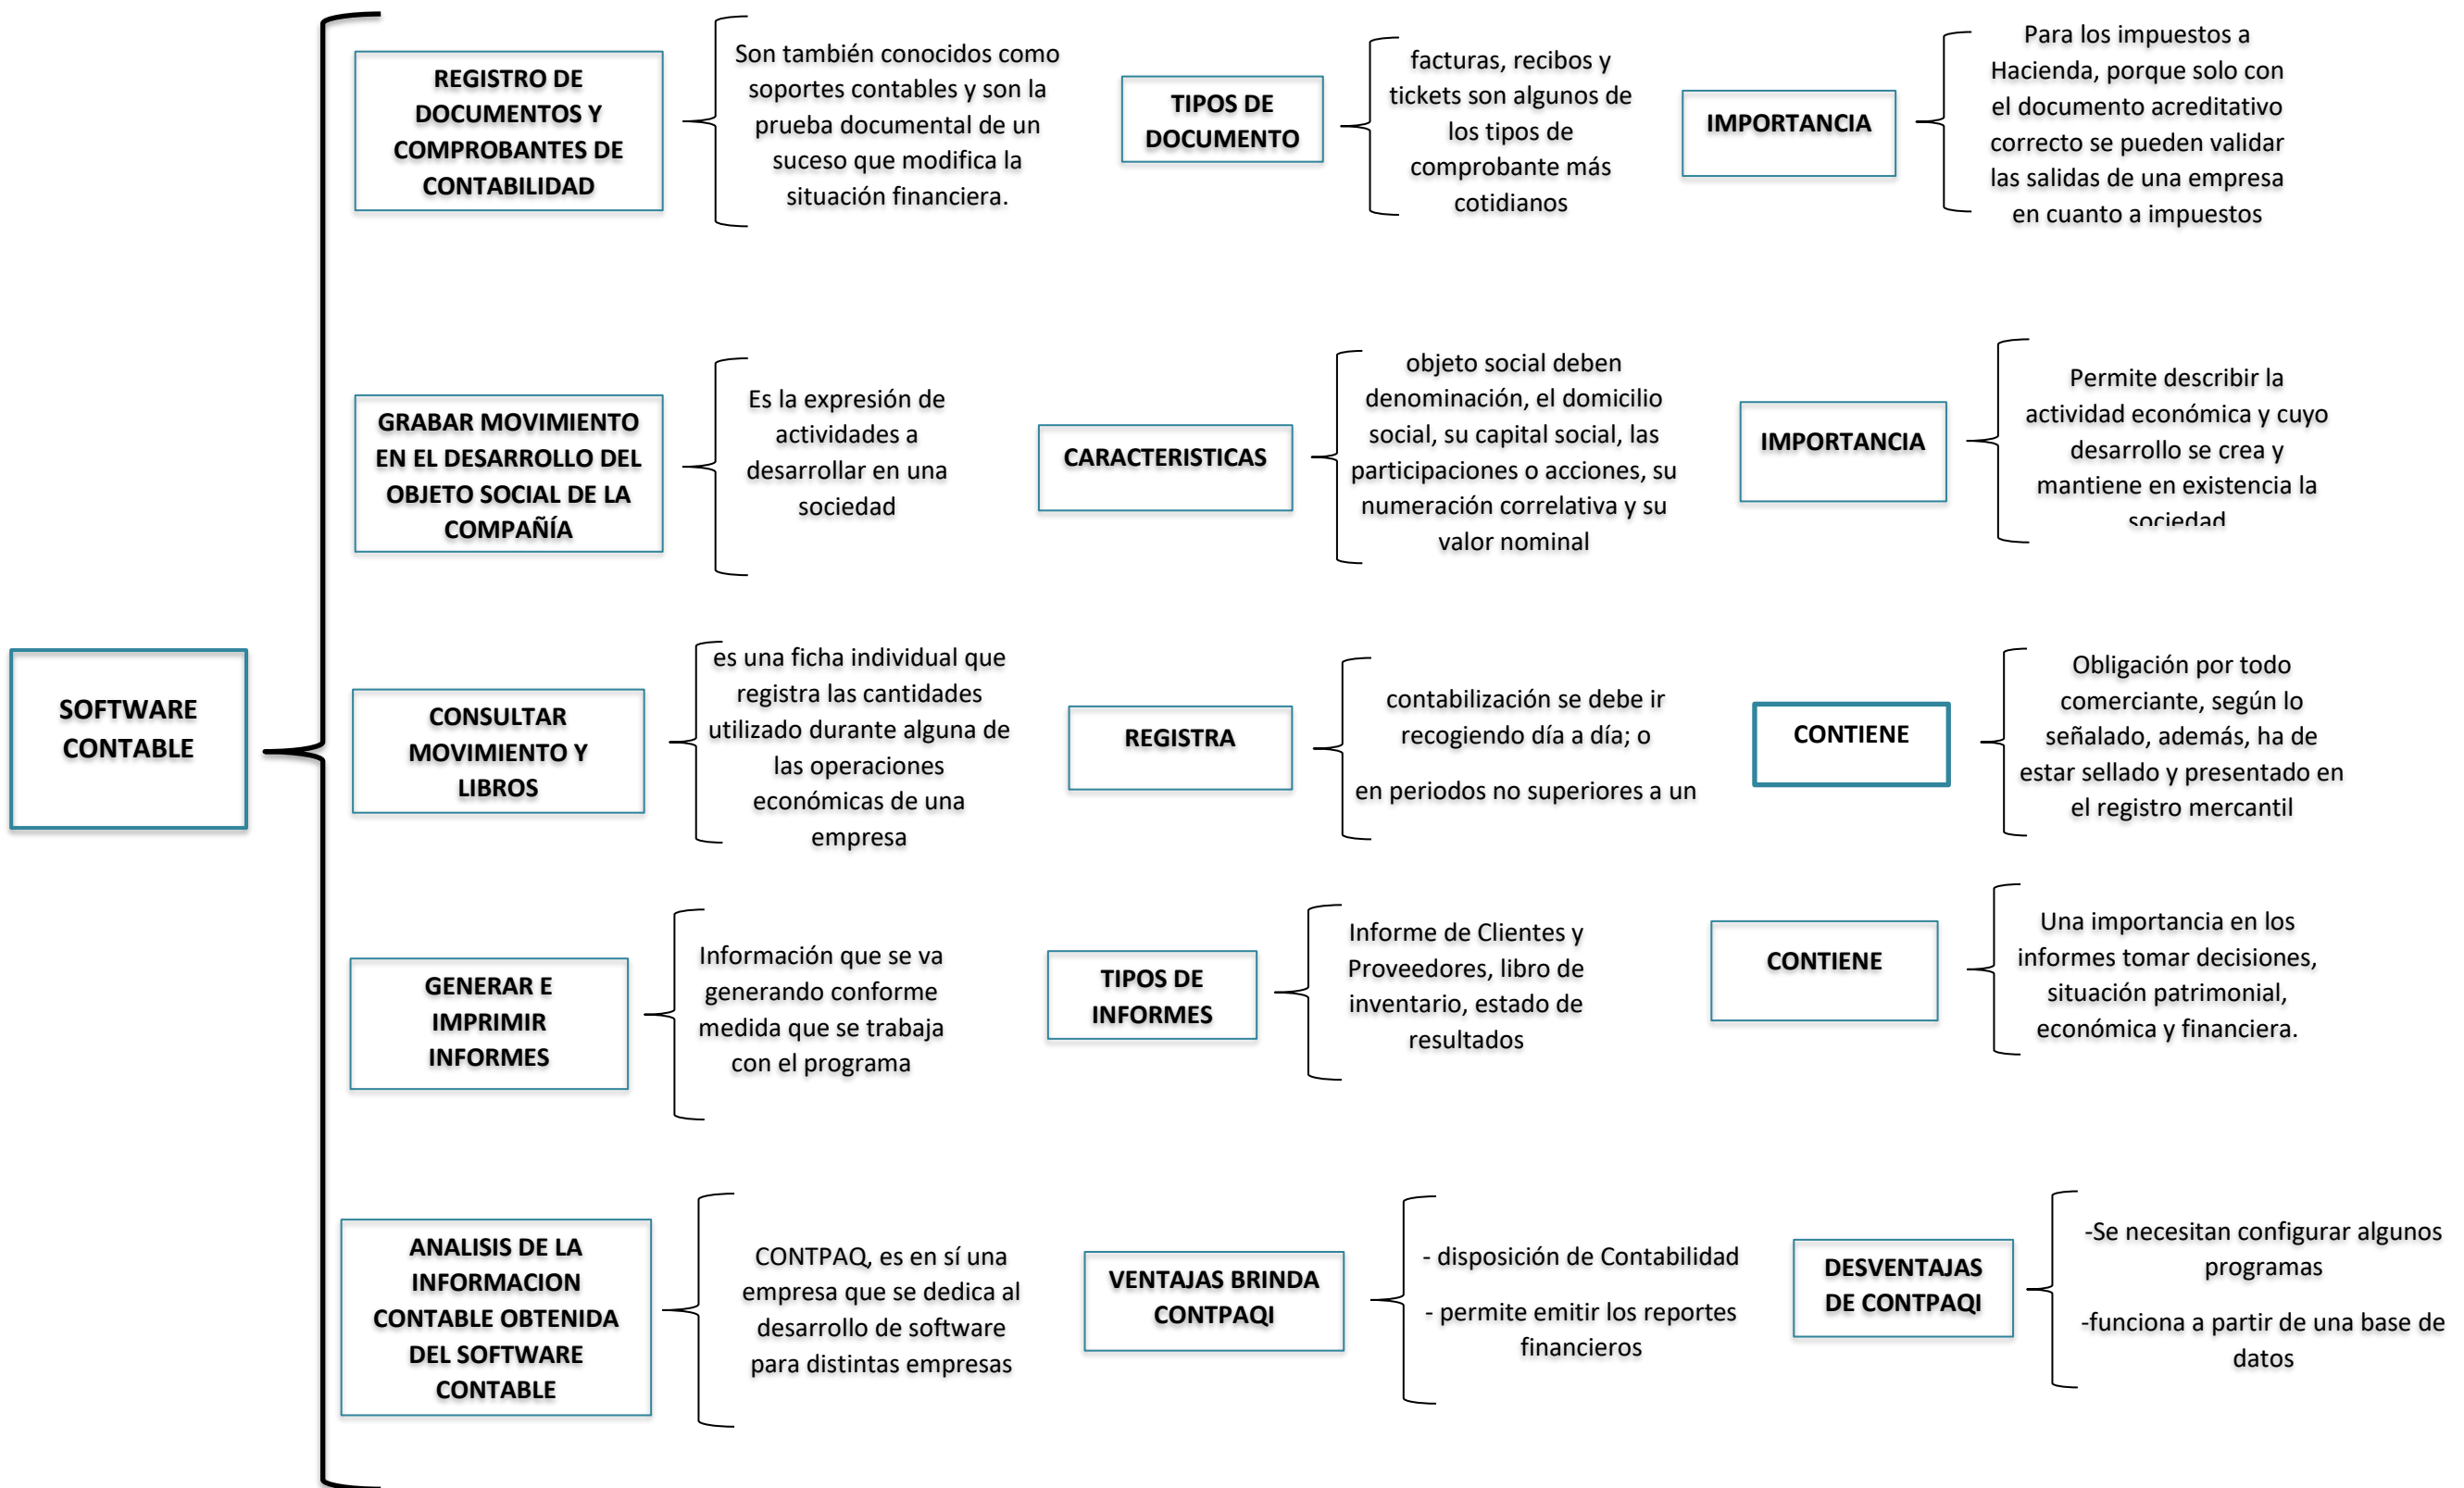 SOFTWARE
CONTABLE
REGISTRO DE
DOCUMENTOS Y
COMPROBANTES DE
CONTABILIDAD
Son también conocidos como
soportes contables y son la
prueba documental de un
suceso que modifica la
situación financiera.
TIPOS DE
DOCUMENTO
facturas, recibos y
tickets son algunos de
los tipos de
comprobante más
cotidianos
IMPORTANCIA
Para los impuestos a
Hacienda, porque solo con
el documento acreditativo
correcto se pueden validar
las salidas de una empresa
en cuanto a impuestos
GRABAR MOVIMIENTO
EN EL DESARROLLO DEL
OBJETO SOCIAL DE LA
COMPAÑÍA
Es la expresión de
actividades a
desarrollar en una
sociedad
CARACTERISTICAS
objeto social deben
denominación, el domicilio
social, su capital social, las
participaciones o acciones, su
numeración correlativa y su
valor nominal
IMPORTANCIA
Permite describir la
actividad económica y cuyo
desarrollo se crea y
mantiene en existencia la
sociedad
CONSULTAR
MOVIMIENTO Y
LIBROS
es una ficha individual que
registra las cantidades
utilizado durante alguna de
las operaciones
económicas de una
empresa
REGISTRA
contabilización se debe ir
recogiendo día a día; o
en periodos no superiores a un
CONTIENE
Obligación por todo
comerciante, según lo
señalado, además, ha de
estar sellado y presentado en
el registro mercantil
GENERAR E
IMPRIMIR
INFORMES
Información que se va
generando conforme
medida que se trabaja
con el programa
TIPOS DE
INFORMES
Informe de Clientes y
Proveedores, libro de
inventario, estado de
resultados
CONTIENE
Una importancia en los
informes tomar decisiones,
situación patrimonial,
económica y financiera.
ANALISIS DE LA
INFORMACION
CONTABLE OBTENIDA
DEL SOFTWARE
CONTABLE
CONTPAQ, es en sí una
empresa que se dedica al
desarrollo de software
para distintas empresas
VENTAJAS BRINDA
CONTPAQI
- disposición de Contabilidad
- permite emitir los reportes
financieros
DESVENTAJAS
DE CONTPAQI
-Se necesitan configurar algunos
programas
-funciona a partir de una base de
datos